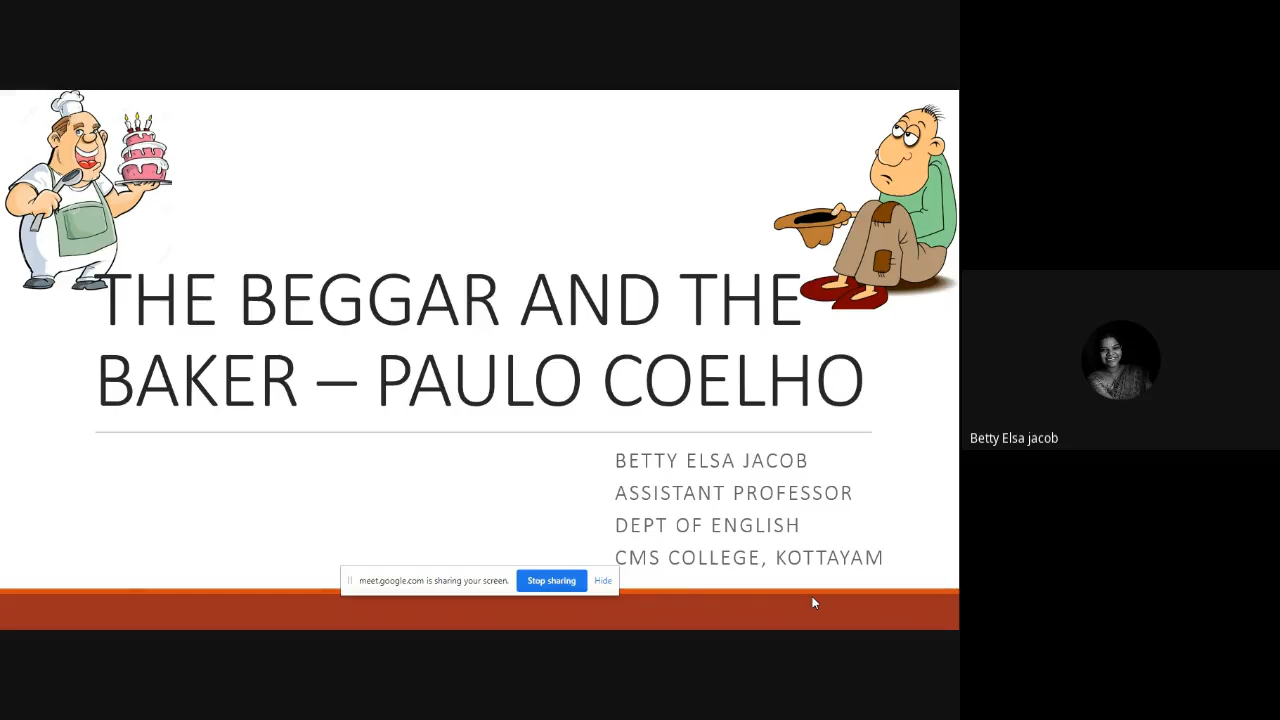 THE BEGGAR AND THE
BAKER – PAULO COELHO
BETTY ELSA JACOB
ASSISTANT PROFESSOR
DEPT OF ENGLISH
CMS COLLEGE, KOTTAYAM
meet.google.com is sharing your screen. Stop sharing Hide
Betty Elsa jacob